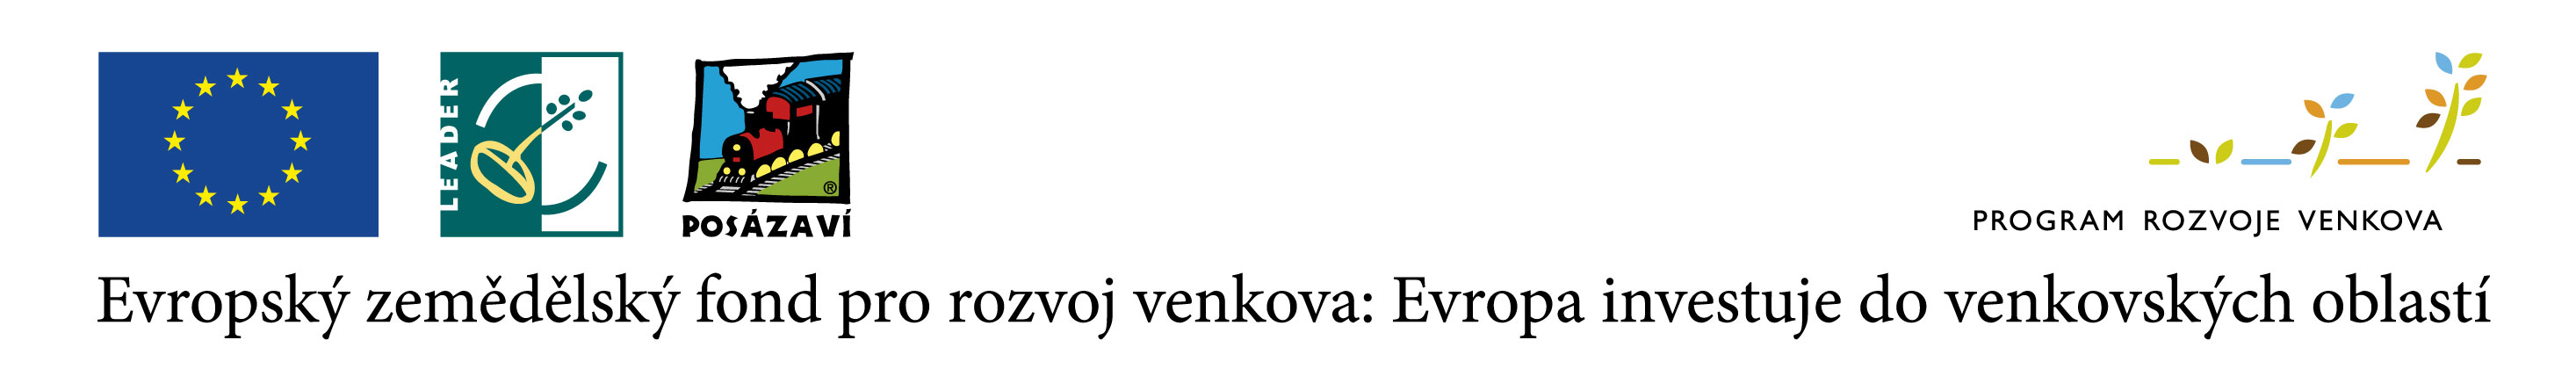 LEADER
®
POSÁZAVÍ
PROGRAM ROZVOJE VENKOVA
Evropský zemědělský fond pro rozvoj venkova: Evropa investuje do venkovských oblastí